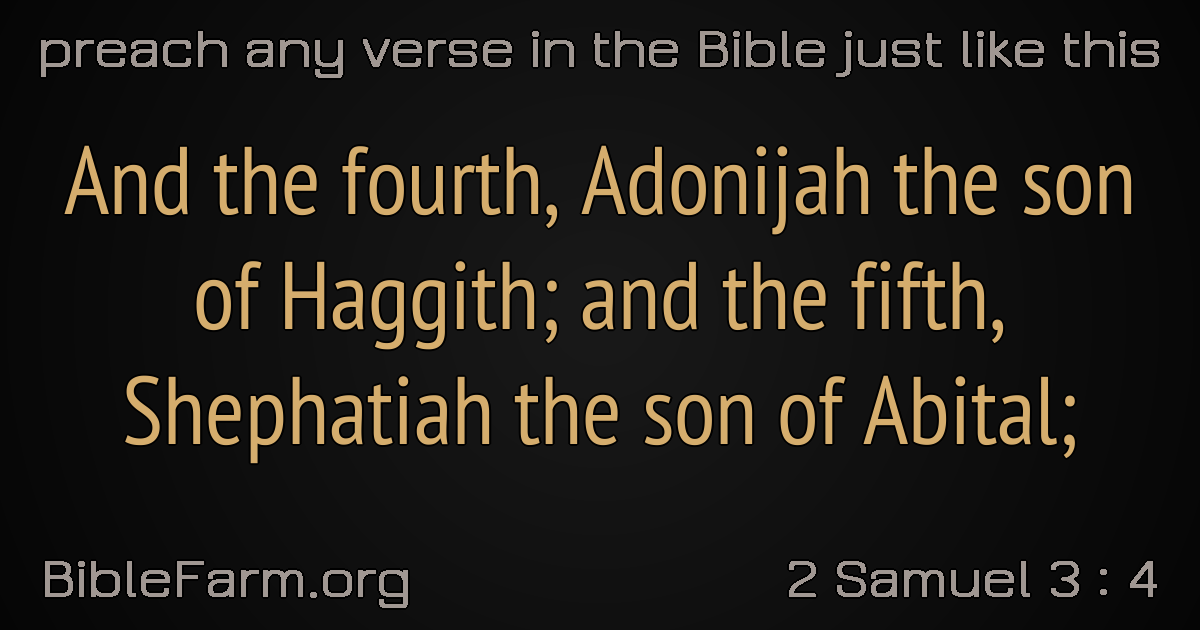 preach any verse in the Bible just like this
And the fourth, Adonijah the son
of Haggith; and the fifth,
Shephatiah the son of Abital;
BibleFarm.org
2 Samuel 3 : 4